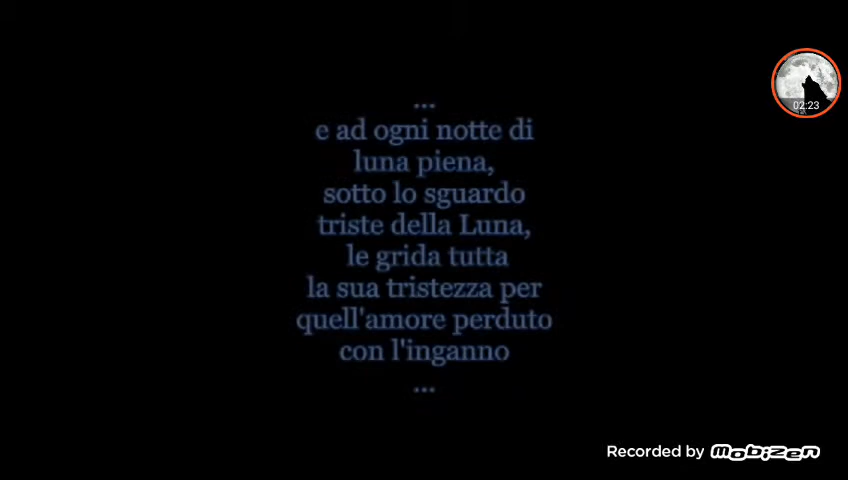 ...
e ad ogni notte di
luna piena,
sotto lo sguardo
triste della Luna,
le grida tutta
la sua tristezza per
quell'amore perduto
con l'inganno
...
02:23
Recorded by Mobizen